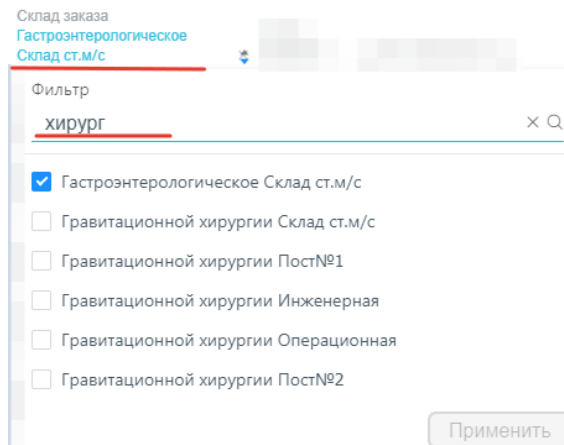 Склад заказа
Гастроэнтерологическое
Склад ст.м/с
Фильтр
хирург
Гастроэнтерологическое Склад ст.м/с
Гравитационной хирургии Склад ст.м/с
Гравитационной хирургии Пост№1
Гравитационной хирургии Инженерная
Гравитационной хирургии Операционная
Гравитационной хирургии Пост№2
Применить